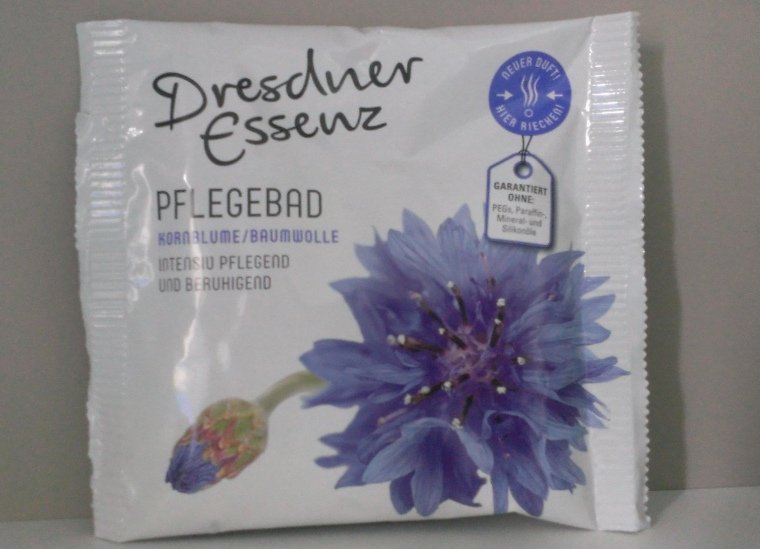 Dresdner
Essenz
PFLEGEBAD
KORNBLUME/BAUMWOLLE
INTENSIV PFLEGEND
UND BERUHIGEND
NEUER DUFT!
HIER RIECHEN!
GARANTIERT
OHNE:
PEGs, Paraffin-,
Mineral- und
Silikonöle